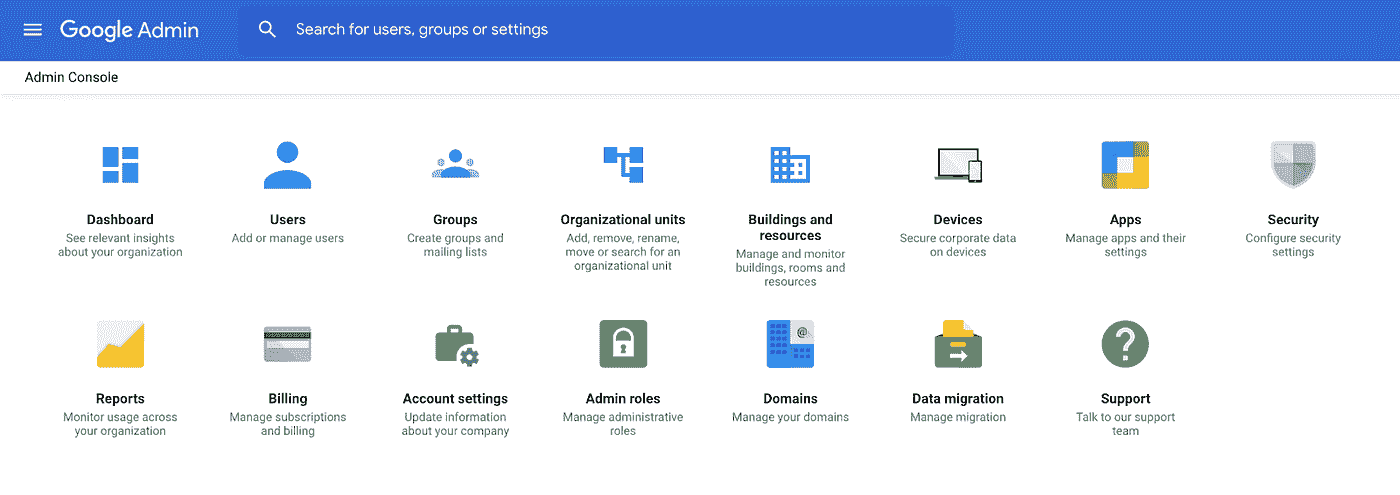 Google Admin
Search for users, groups or settings
Admin Console
Dashboard
See relevant insights
about your organization
Users
Add or manage users
Groups
Create groups and
mailing lists
Organizational units
Add, remove, rename,
move or search for an
organizational unit
Buildings and
resources
Manage and monitor
buildings, rooms and
resources
Devices
Secure corporate data
on devices
Apps
Manage apps and their
settings
Security
Configure security
settings
@
Reports
Monitor usage across
your organization
Billing
Manage subscriptions
and billing
Account settings
Update information
about your company
Admin roles
Manage administrative
roles
Domains
Manage your domains
Data migration
Manage migration
?
Support
Talk to our support
team